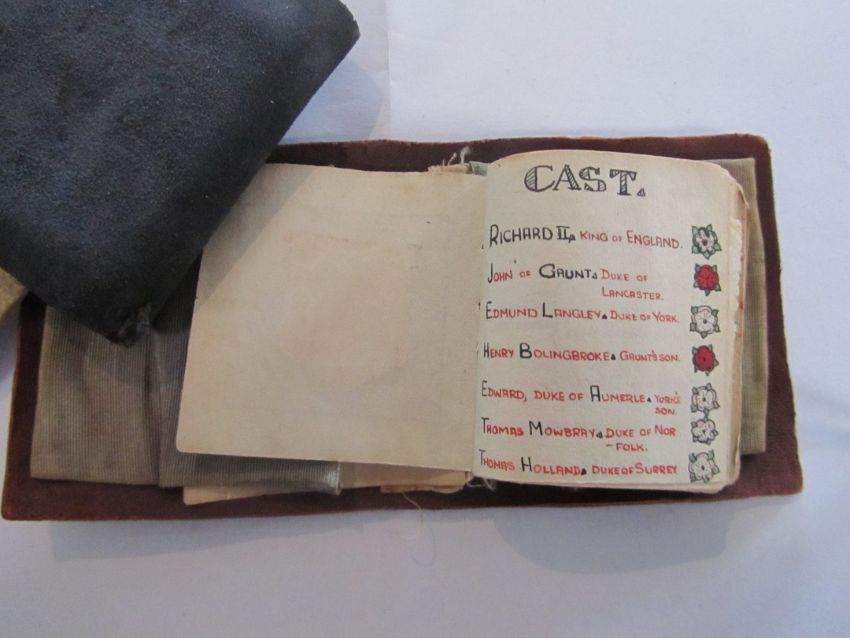 CAST.
RICHARD II▴ KING OF ENGLAND.
JOHN OF GAUNT▴ DUKE OF
LANCASTER.
EDMUND LANGLEY▴ DUKE OF YORK.
HENRY BOLINGBROKE▴ GAUNT'S SON.
EDWARD, DUKE OF AUMERLE▴ YORK'S
SON.
THOMAS MOWBRAY▴ DUKE OF NOR
-FOLK.
THOMAS HOLLAND▴ DUKE OF SURREY.